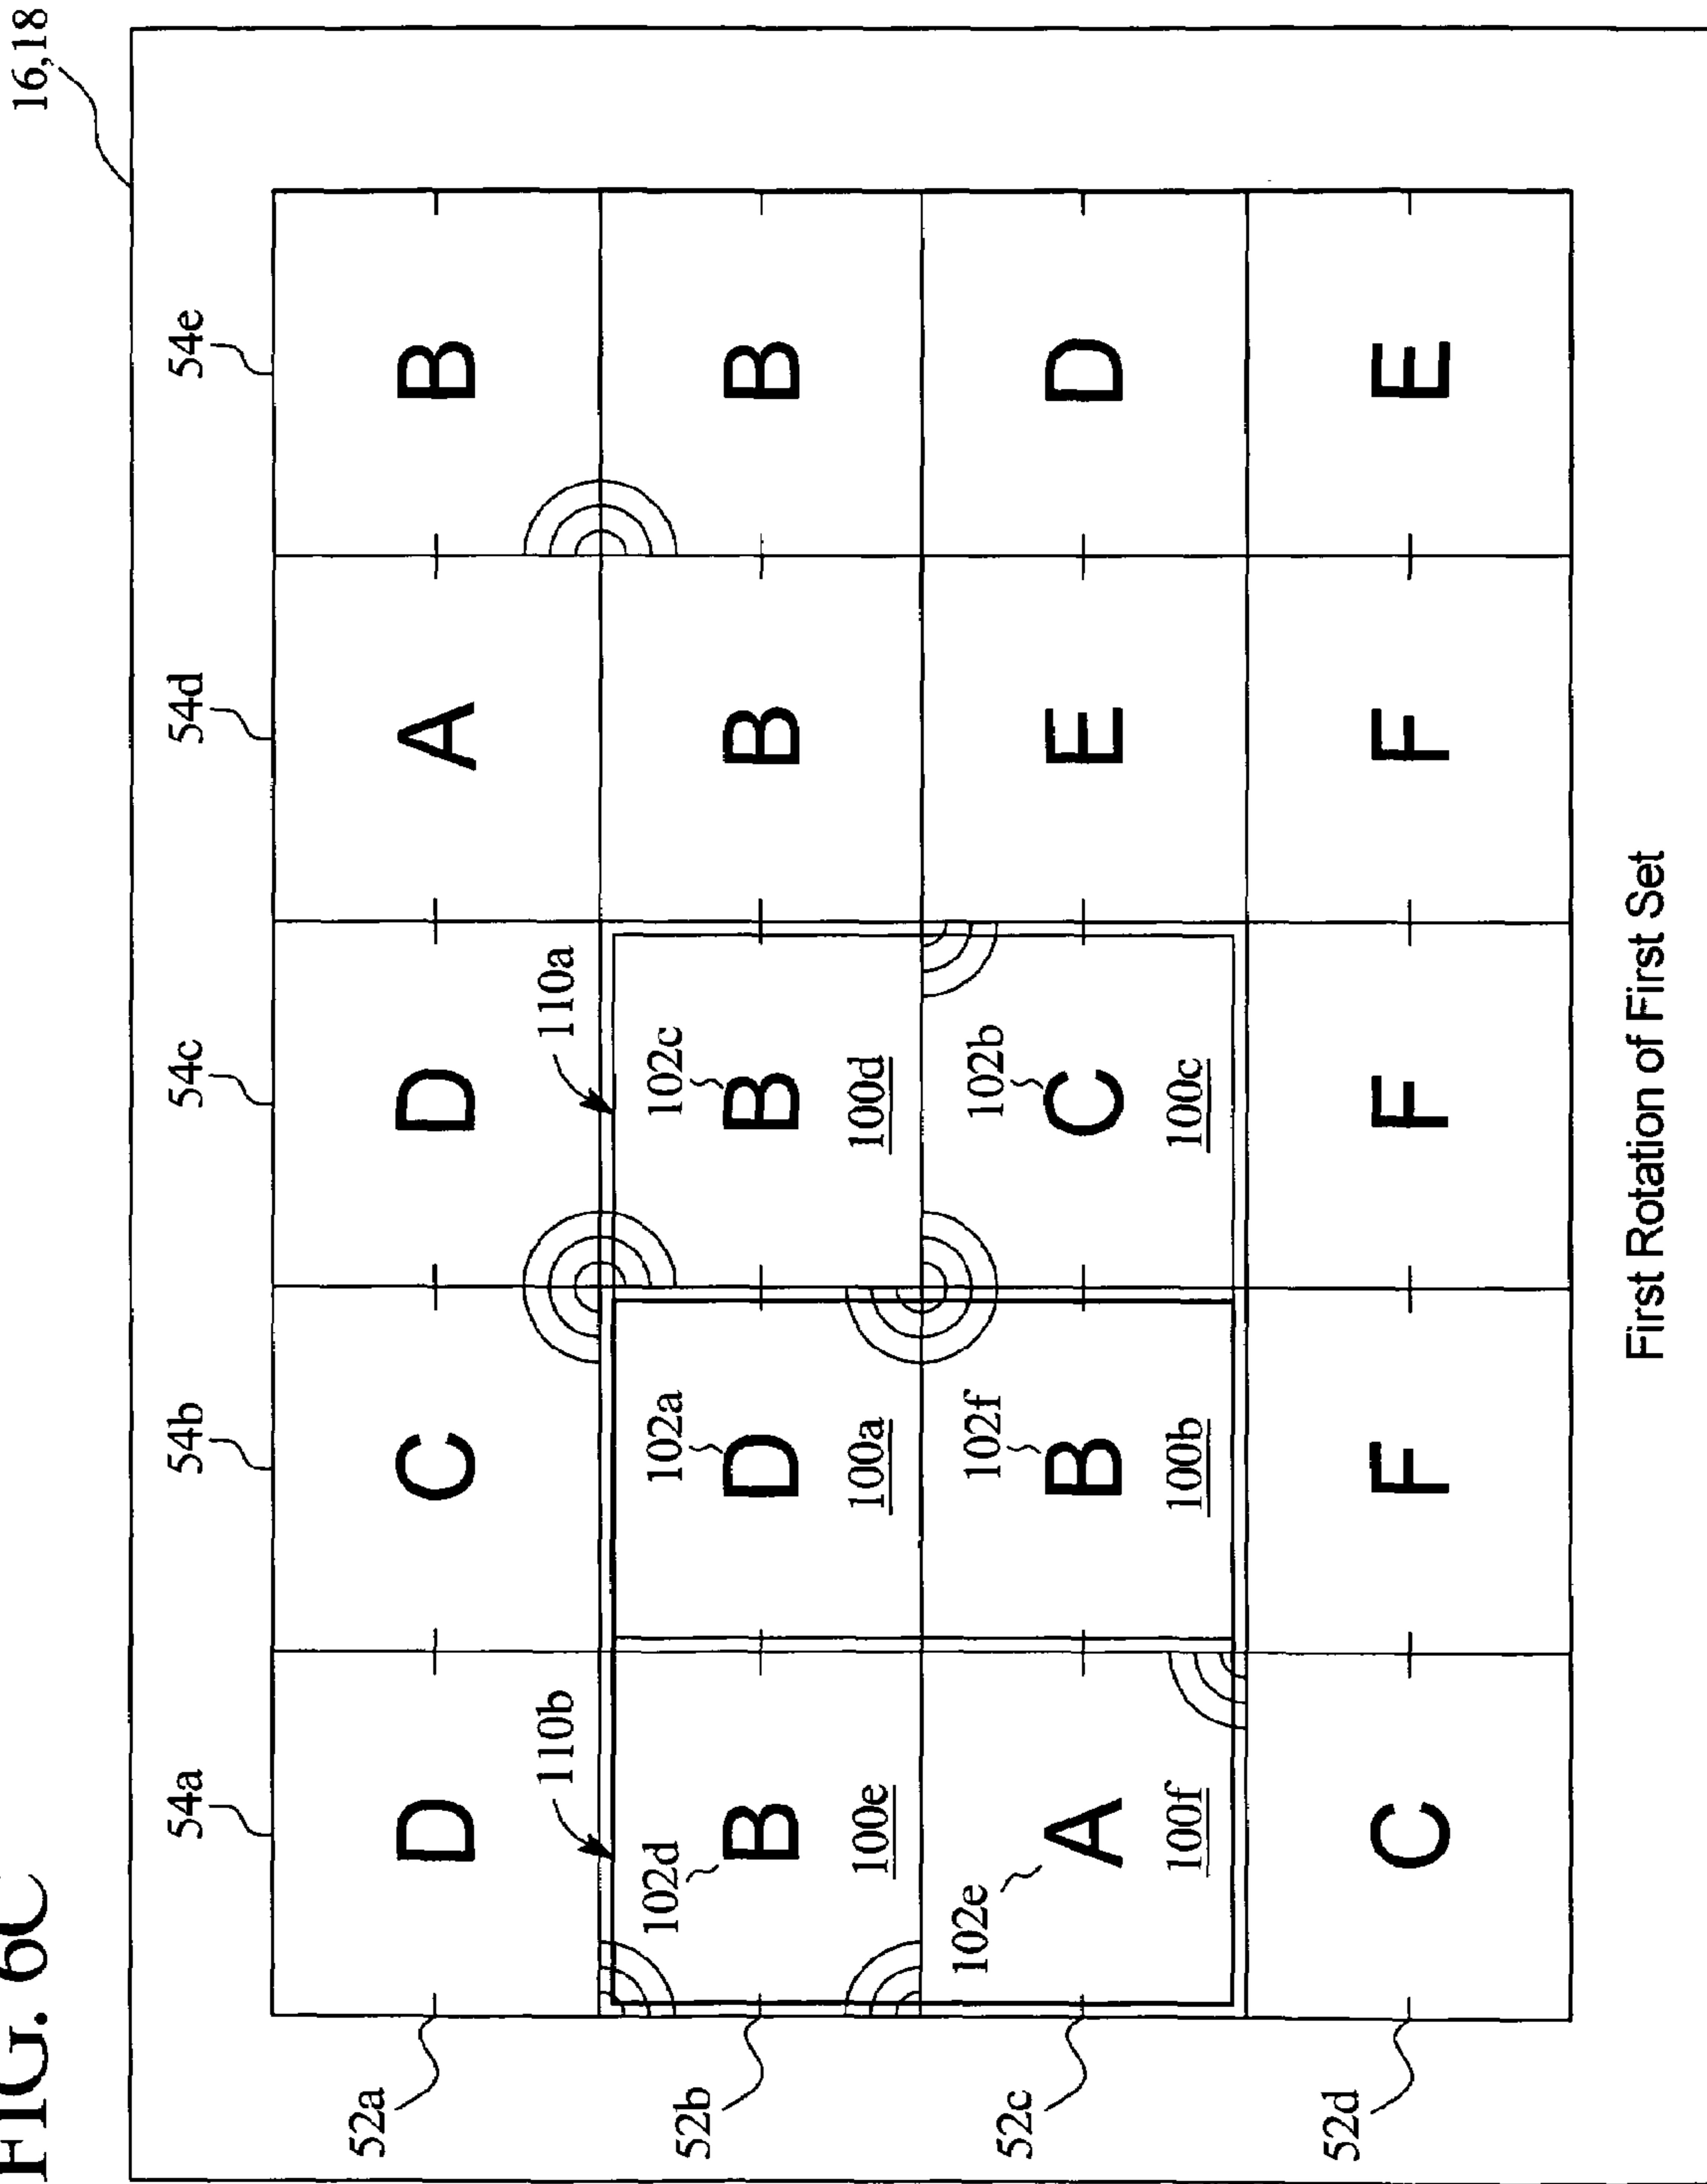 FIG. 6C
16,18
54a 54b 54c 54d 54e
52a D C D A B
110b 110a
52b 102d B 100e 102a D 100a 102c B 100d B B
52c 102e A 100f 102f B 100b 102b C 100c E D
52d C F F F E
First Rotation of First Set